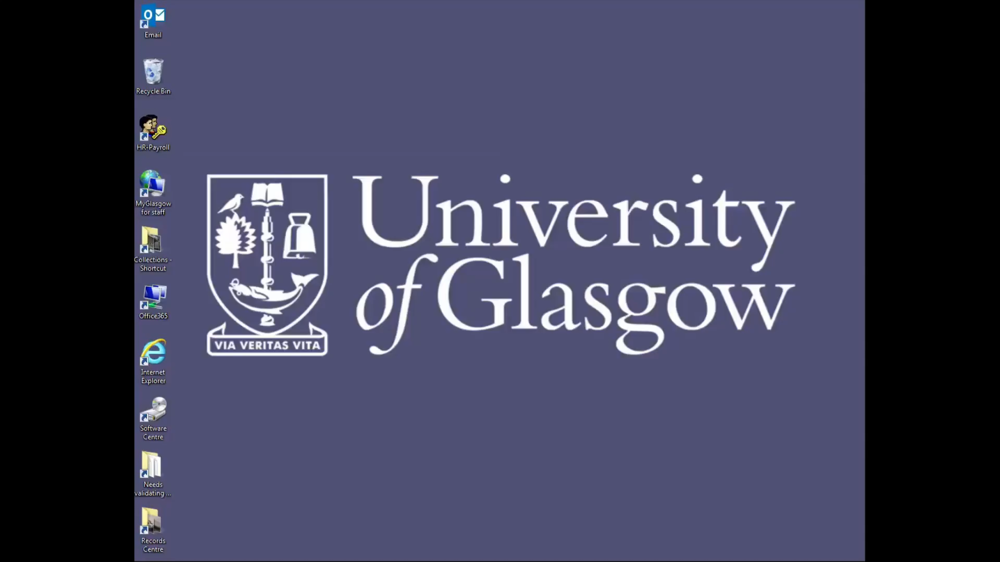 Email
Recycle Bin
HR-Payroll
MyGlasgow
for staff
Collections -
Shortcut
Office365
Internet
Explorer
Software
Centre
Needs
validating ...
Records
Centre
University
of Glasgow
VIA VERITAS VITA